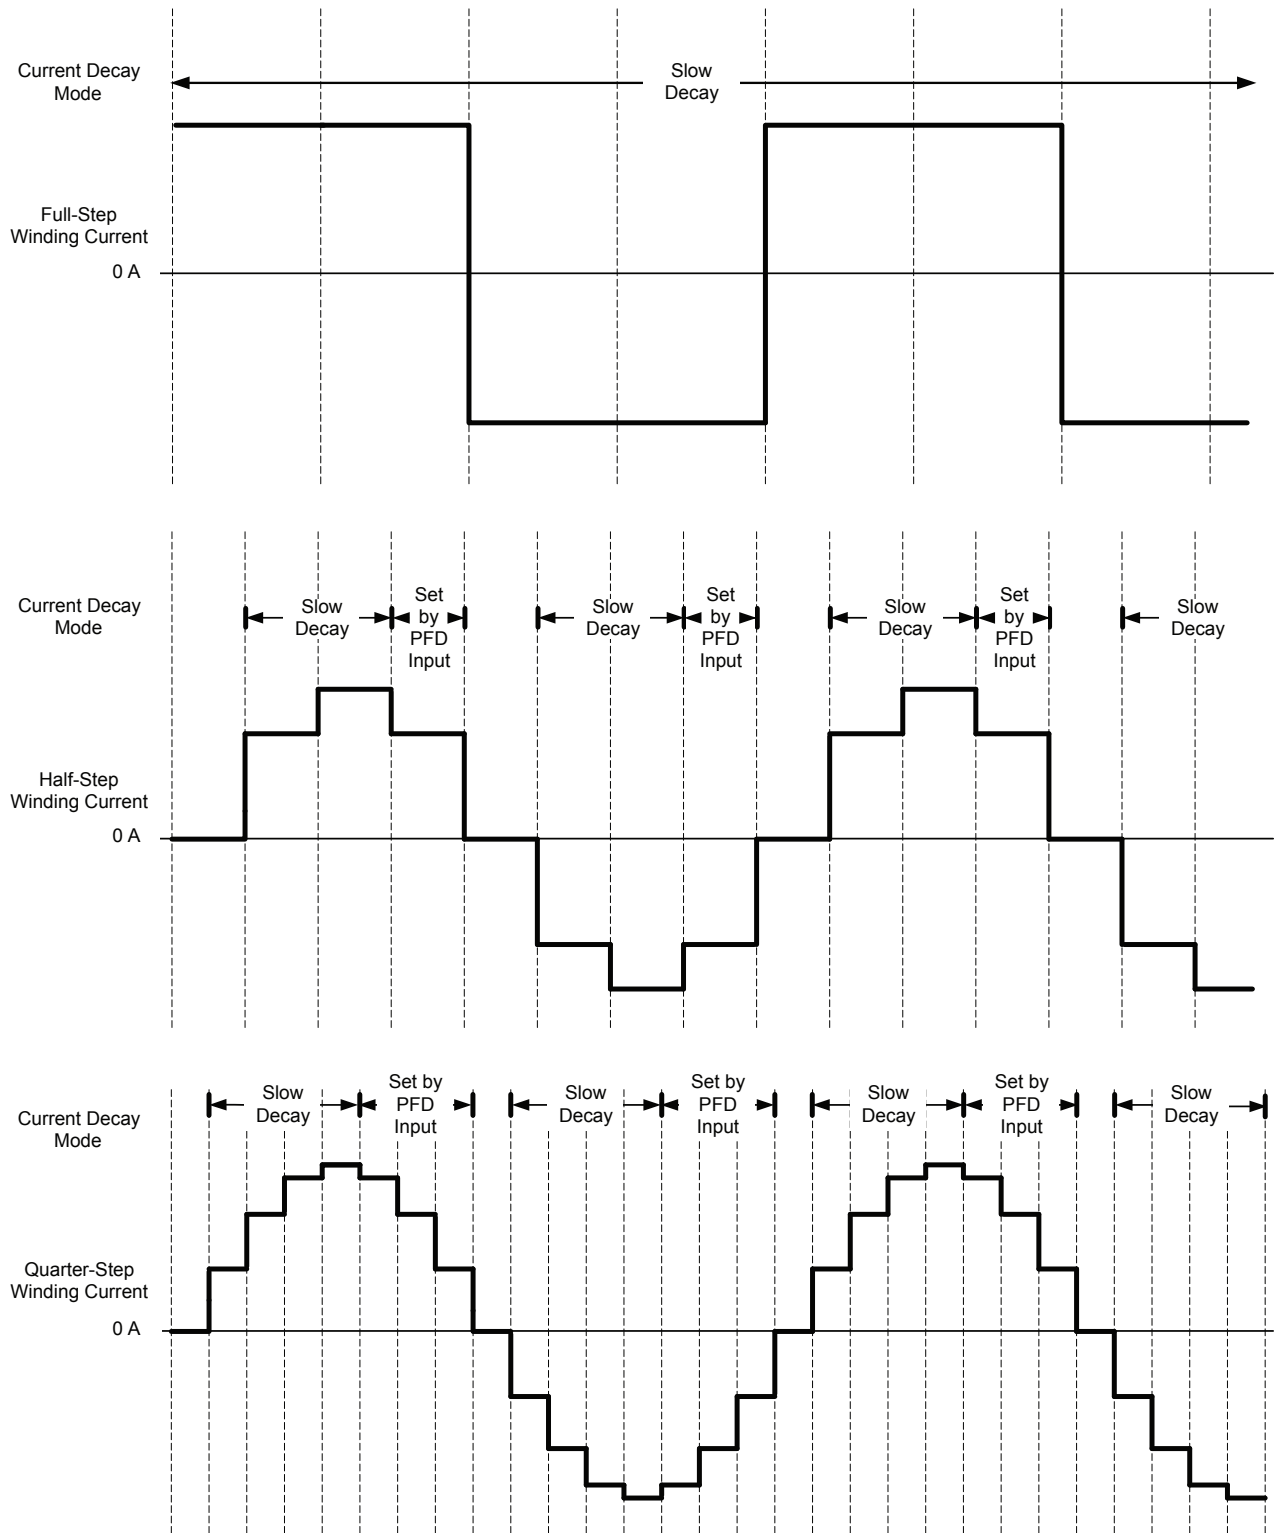 Current Decay
Mode
Slow
Decay
Full-Step
Winding Current
0 A
Current Decay
Mode
Slow
Decay
Set
by
PFD
Input
Slow
Decay
Set
by
PFD
Input
Slow
Decay
Set
by
PFD
Input
Slow
Decay
Half-Step
Winding Current
0 A
Current Decay
Mode
Slow
Decay
Set by
PFD
Input
Slow
Decay
Set by
PFD
Input
Slow
Decay
Set by
PFD
Input
Slow
Decay
Quarter-Step
Winding Current
0 A